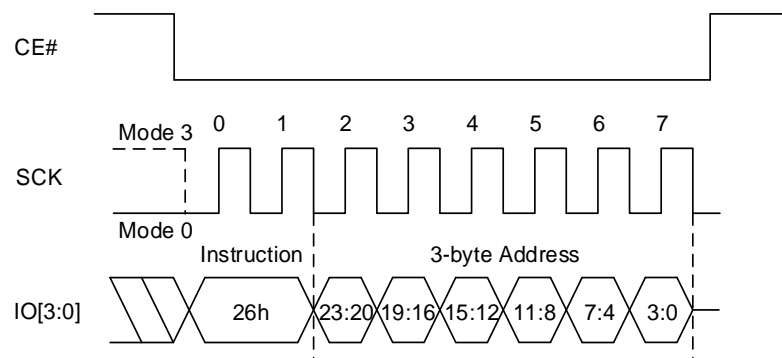 CE#
Mode 3 0 1 2 3 4 5 6 7
SCK
Mode 0
Instruction 3-byte Address
IO[3:0] 26h 23:20 19:16 15:12 11:8 7:4 3:0